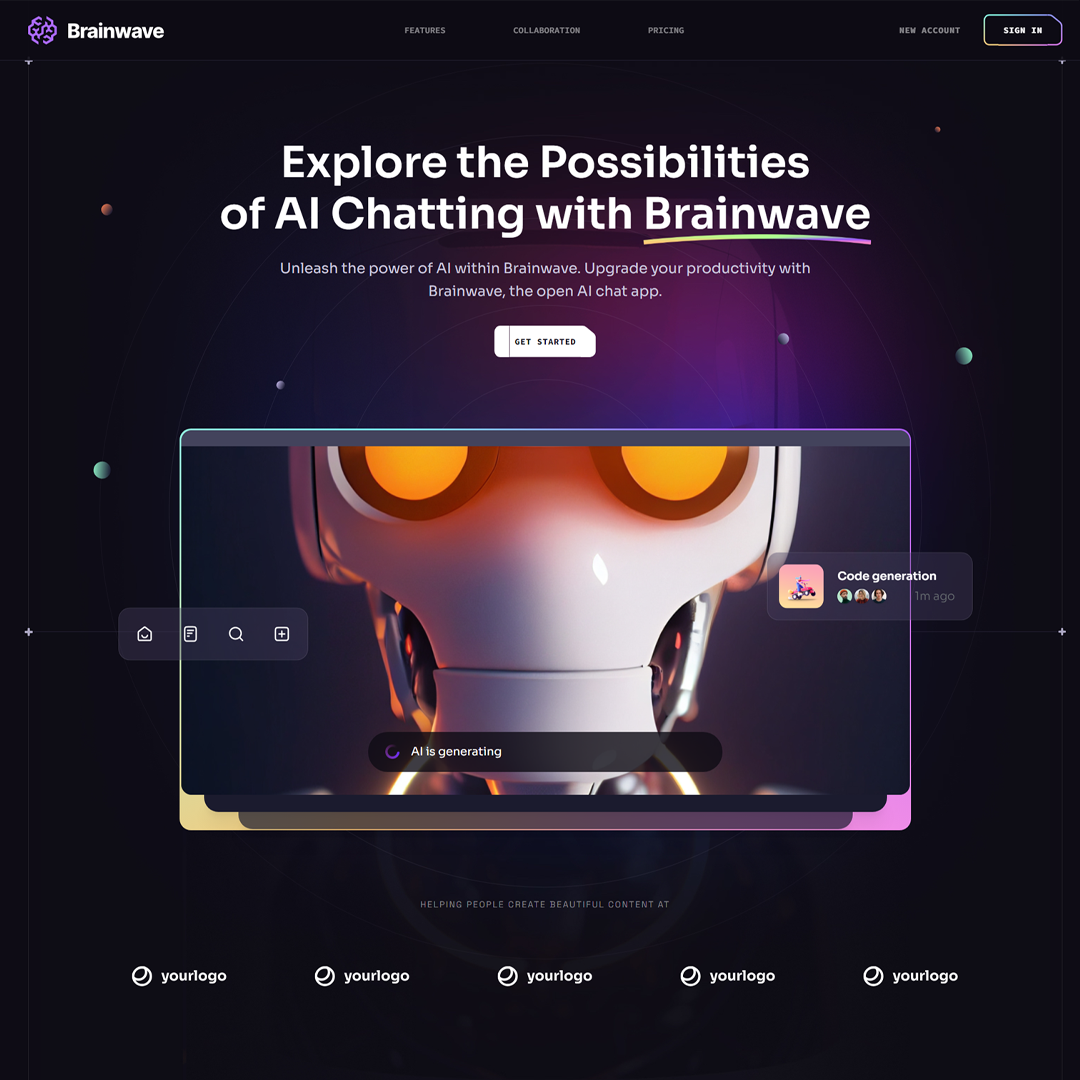 Brainwave
FEATURES
COLLABORATION
PRICING
NEW ACCOUNT
SIGN IN
Explore the Possibilities
of AI Chatting with Brainwave
Unleash the power of AI within Brainwave. Upgrade your productivity with
Brainwave, the open AI chat app.
GET STARTED
Code generation
1m ago
AI is generating
HELPING PEOPLE CREATE BEAUTIFUL CONTENT AT
yourlogo
yourlogo
yourlogo
yourlogo
yourlogo